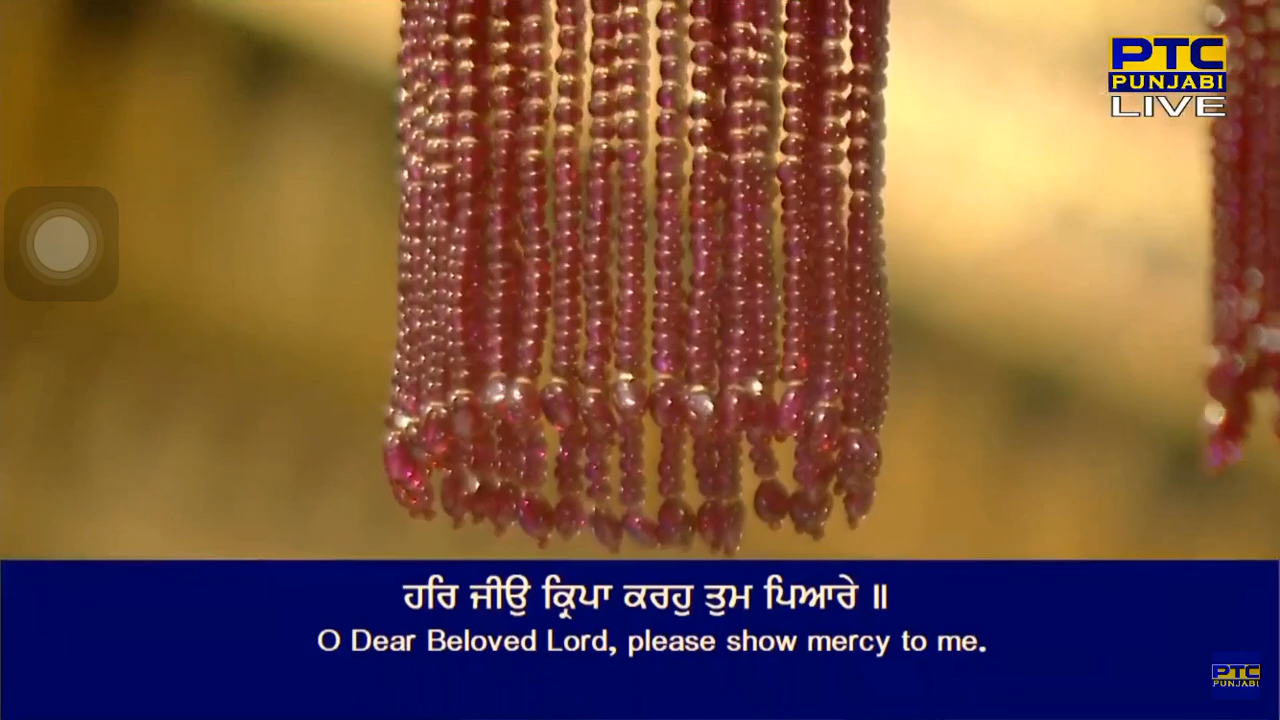 PTC
PUNJABI
LIVE
ਹਰਿ ਜੀਉ ਕ੍ਰਿਪਾ ਕਰਹੁ ਤੁਮ ਪਿਆਰੇ ॥
O Dear Beloved Lord, please show mercy to me.
PTC
PUNJABI